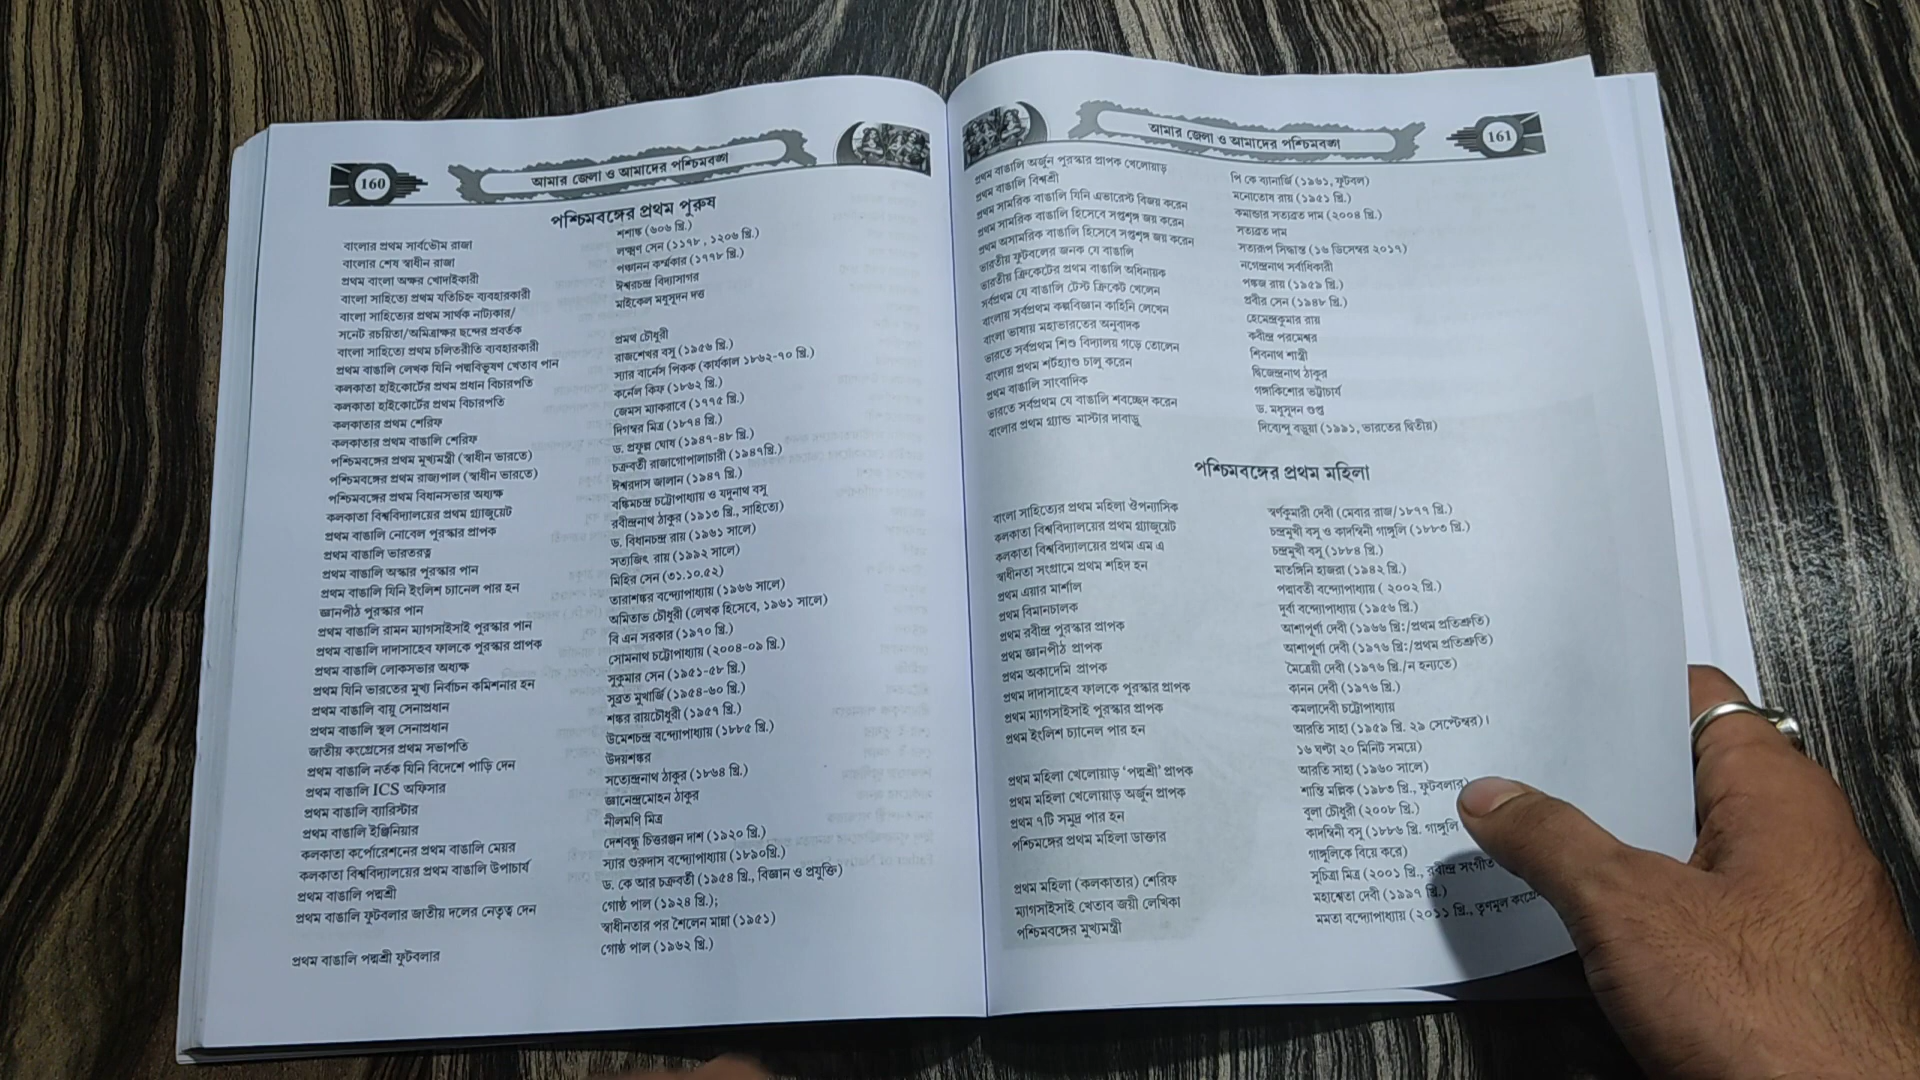 160
আমার জেলা ও আমাদের পশ্চিমবঙ্গ
পশ্চিমবঙ্গের প্রথম পুরুষ
বাংলার প্রথম সার্বভৌম রাজা শশাঙ্ক (৬০৬ খ্রি.)
বাংলার শেষ স্বাধীন রাজা লক্ষ্মণ সেন (১১৭৮ , ১২০৬ খ্রি.)
প্রথম বাংলা অক্ষর খোদাইকারী পঞ্চানন কর্মকার (১৭৭৮ খ্রি.)
বাংলা সাহিত্যে প্রথম যতিচিহ্ন ব্যবহারকারী ঈশ্বরচন্দ্র বিদ্যাসাগর
বাংলা সাহিত্যের প্রথম সার্থক নাট্যকার/ মাইকেল মধুসূদন দত্ত
সনেট রচয়িতা/অমিত্রাক্ষর ছন্দের প্রবর্তক
বাংলা সাহিত্যে প্রথম চলিতরীতি ব্যবহারকারী প্রমথ চৌধুরী
প্রথম বাঙালি লেখক যিনি পদ্মবিভূষণ খেতাব পান রাজশেখর বসু (১৯৫৬ খ্রি.)
কলকাতা হাইকোর্টের প্রথম প্রধান বিচারপতি স্যার বার্নেস পিকক (কার্যকাল ১৮৬২-৭০ খ্রি.)
কলকাতা হাইকোর্টের প্রথম বিচারপতি কর্নেল কিফ (১৮৬২ খ্রি.)
কলকাতার প্রথম শেরিফ জেমস ম্যাকরাবে (১৭৭৫ খ্রি.)
কলকাতার প্রথম বাঙালি শেরিফ দিগম্বর মিত্র (১৮৭৪ খ্রি.)
পশ্চিমবঙ্গের প্রথম মুখ্যমন্ত্রী (স্বাধীন ভারতে) ড. প্রফুল্ল ঘোষ (১৯৪৭-৪৮ খ্রি.)
পশ্চিমবঙ্গের প্রথম রাজ্যপাল (স্বাধীন ভারতে) চক্রবর্তী রাজাগোপালাচারী (১৯৪৭খ্রি.)
পশ্চিমবঙ্গের প্রথম বিধানসভার অধ্যক্ষ ঈশ্বরদাস জালান (১৯৪৭ খ্রি.)
কলকাতা বিশ্ববিদ্যালয়ের প্রথম গ্র্যাজুয়েট বঙ্কিমচন্দ্র চট্টোপাধ্যায় ও যদুনাথ বসু
প্রথম বাঙালি নোবেল পুরস্কার প্রাপক রবীন্দ্রনাথ ঠাকুর (১৯১৩ খ্রি., সাহিত্যে)
প্রথম বাঙালি ভারতরত্ন ড. বিধানচন্দ্র রায় (১৯৬১ সালে)
প্রথম বাঙালি অস্কার পুরস্কার পান সত্যজিৎ রায় (১৯৯২ সালে)
প্রথম বাঙালি যিনি ইংলিশ চ্যানেল পার হন মিহির সেন (৩১.১০.৫২)
জ্ঞানপীঠ পুরস্কার পান তারাশঙ্কর বন্দ্যোপাধ্যায় (১৯৬৬ সালে)
প্রথম বাঙালি রামন ম্যাগসাইসাই পুরস্কার পান অমিতাভ চৌধুরী (লেখক হিসেবে, ১৯৬১ সালে)
প্রথম বাঙালি দাদাসাহেব ফালকে পুরস্কার প্রাপক বি এন সরকার (১৯৭০ খ্রি.)
প্রথম বাঙালি লোকসভার অধ্যক্ষ সোমনাথ চট্টোপাধ্যায় (২০০৪-০৯ খ্রি.)
প্রথম যিনি ভারতের মুখ্য নির্বাচন কমিশনার হন সুকুমার সেন (১৯৫১-৫৮ খ্রি.)
প্রথম বাঙালি বায়ু সেনাপ্রধান সুব্রত মুখার্জি (১৯৫৪-৬০ খ্রি.)
প্রথম বাঙালি স্থল সেনাপ্রধান শঙ্কর রায়চৌধুরী (১৯৫৭ খ্রি.)
জাতীয় কংগ্রেসের প্রথম সভাপতি উমেশচন্দ্র বন্দ্যোপাধ্যায় (১৮৮৫ খ্রি.)
প্রথম বাঙালি নর্তক যিনি বিদেশে পাড়ি দেন উদয়শঙ্কর
প্রথম বাঙালি ICS অফিসার সত্যেন্দ্রনাথ ঠাকুর (১৮৬৪ খ্রি.)
প্রথম বাঙালি ব্যারিস্টার জ্ঞানেন্দ্রমোহন ঠাকুর
প্রথম বাঙালি ইঞ্জিনিয়ার নীলমণি মিত্র
কলকাতা কর্পোরেশনের প্রথম বাঙালি মেয়র দেশবন্ধু চিত্তরঞ্জন দাশ (১৯২০ খ্রি.)
কলকাতা বিশ্ববিদ্যালয়ের প্রথম বাঙালি উপাচার্য স্যার গুরুদাস বন্দ্যোপাধ্যায় (১৮৯০খ্রি.)
প্রথম বাঙালি পদ্মশ্রী ড. কে আর চক্রবর্তী (১৯৫৪ খ্রি., বিজ্ঞান ও প্রযুক্তি)
প্রথম বাঙালি ফুটবলার জাতীয় দলের নেতৃত্ব দেন গোষ্ঠ পাল (১৯২৪ খ্রি.);
স্বাধীনতার পর শৈলেন মান্না (১৯৫১)
প্রথম বাঙালি পদ্মশ্রী ফুটবলার গোষ্ঠ পাল (১৯৬২ খ্রি.)
আমার জেলা ও আমাদের পশ্চিমবঙ্গ
161
প্রথম বাঙালি অর্জুন পুরস্কার প্রাপক খেলোয়াড় পি কে ব্যানার্জি (১৯৬১, ফুটবল)
প্রথম বাঙালি বিশ্বশ্রী মনোতোষ রায় (১৯৫১ খ্রি.)
প্রথম সামরিক বাঙালি যিনি এভারেস্ট বিজয় করেন কমান্ডার সত্যব্রত দাম (২০০৪ খ্রি.)
প্রথম সামরিক বাঙালি হিসেবে সপ্তশৃঙ্গ জয় করেন সত্যব্রত দাম
প্রথম অসামরিক বাঙালি হিসেবে সপ্তশৃঙ্গ জয় করেন সত্যরূপ সিদ্ধান্ত (১৬ ডিসেম্বর ২০১৭)
ভারতীয় ফুটবলের জনক যে বাঙালি নগেন্দ্রনাথ সর্বাধিকারী
ভারতীয় ক্রিকেটের প্রথম বাঙালি অধিনায়ক পঙ্কজ রায় (১৯৫৯ খ্রি.)
সর্বপ্রথম যে বাঙালি টেস্ট ক্রিকেট খেলেন প্রবীর সেন (১৯৪৮ খ্রি.)
বাংলায় সর্বপ্রথম কল্পবিজ্ঞান কাহিনি লেখেন হেমেন্দ্রকুমার রায়
বাংলা ভাষায় মহাভারতের অনুবাদক কবীন্দ্র পরমেশ্বর
ভারতে সর্বপ্রথম শিশু বিদ্যালয় গড়ে তোলেন শিবনাথ শাস্ত্রী
বাংলায় প্রথম শর্টহ্যান্ড চালু করেন দ্বিজেন্দ্রনাথ ঠাকুর
প্রথম বাঙালি সাংবাদিক গঙ্গাকিশোর ভট্টাচার্য
ভারতে সর্বপ্রথম যে বাঙালি শবচ্ছেদ করেন ড. মধুসূদন গুপ্ত
বাংলার প্রথম গ্র্যান্ড মাস্টার দাবাড়ু দিব্যেন্দু বড়ুয়া (১৯৯১, ভারতের দ্বিতীয়)
পশ্চিমবঙ্গের প্রথম মহিলা
বাংলা সাহিত্যের প্রথম মহিলা ঔপন্যাসিক স্বর্ণকুমারী দেবী (মেবার রাজ/১৮৭৭ খ্রি.)
কলকাতা বিশ্ববিদ্যালয়ের প্রথম গ্র্যাজুয়েট চন্দ্রমুখী বসু ও কাদম্বিনী গাঙ্গুলি (১৮৮৩ খ্রি.)
কলকাতা বিশ্ববিদ্যালয়ের প্রথম এম এ চন্দ্রমুখী বসু (১৮৮৪ খ্রি.)
স্বাধীনতা সংগ্রামে প্রথম শহিদ হন মাতঙ্গিনি হাজরা (১৯৪২ খ্রি.)
প্রথম এয়ার মার্শাল পদ্মাবতী বন্দ্যোপাধ্যায় ( ২০০২ খ্রি.)
প্রথম বিমানচালক দুর্বা বন্দ্যোপাধ্যায় (১৯৫৬ খ্রি.)
প্রথম রবীন্দ্র পুরস্কার প্রাপক আশাপূর্ণা দেবী (১৯৬৬ খ্রি:/প্রথম প্রতিশ্রুতি)
প্রথম জ্ঞানপীঠ প্রাপক আশাপূর্ণা দেবী (১৯৭৬ খ্রি:/প্রথম প্রতিশ্রুতি)
প্রথম অকাদেমি প্রাপক মৈত্রেয়ী দেবী (১৯৭৬ খ্রি./ন হন্যতে)
প্রথম দাদাসাহেব ফালকে পুরস্কার প্রাপক কানন দেবী (১৯৭৬ খ্রি.)
প্রথম ম্যাগসাইসাই পুরস্কার প্রাপক কমলাদেবী চট্টোপাধ্যায়
প্রথম ইংলিশ চ্যানেল পার হন আরতি সাহা (১৯৫৯ খ্রি. ২৯ সেপ্টেম্বর)।
১৬ ঘণ্টা ২০ মিনিট সময়ে)
প্রথম মহিলা খেলোয়াড় ‘পদ্মশ্রী’ প্রাপক আরতি সাহা (১৯৬০ সালে)
প্রথম মহিলা খেলোয়াড় অর্জুন প্রাপক শান্তি মল্লিক (১৯৮৩ খ্রি., ফুটবলার)
প্রথম ৭টি সমুদ্র পার হন বুলা চৌধুরী (২০০৮ খ্রি.)
পশ্চিমঙ্গের প্রথম মহিলা ডাক্তার কাদম্বিনী বসু (১৮৮৬ খ্রি. গাঙ্গুলি
গাঙ্গুলিকে বিয়ে করে)
প্রথম মহিলা (কলকাতার) শেরিফ সুচিত্রা মিত্র (২০০১ খ্রি., রবীন্দ্র সংগীত
ম্যাগসাইসাই খেতাব জয়ী লেখিকা মহাশ্বেতা দেবী (১৯৯৭ খ্রি.)
পশ্চিমবঙ্গের মুখ্যমন্ত্রী মমতা বন্দ্যোপাধ্যায় (২০১১ খ্রি., তৃণমূল